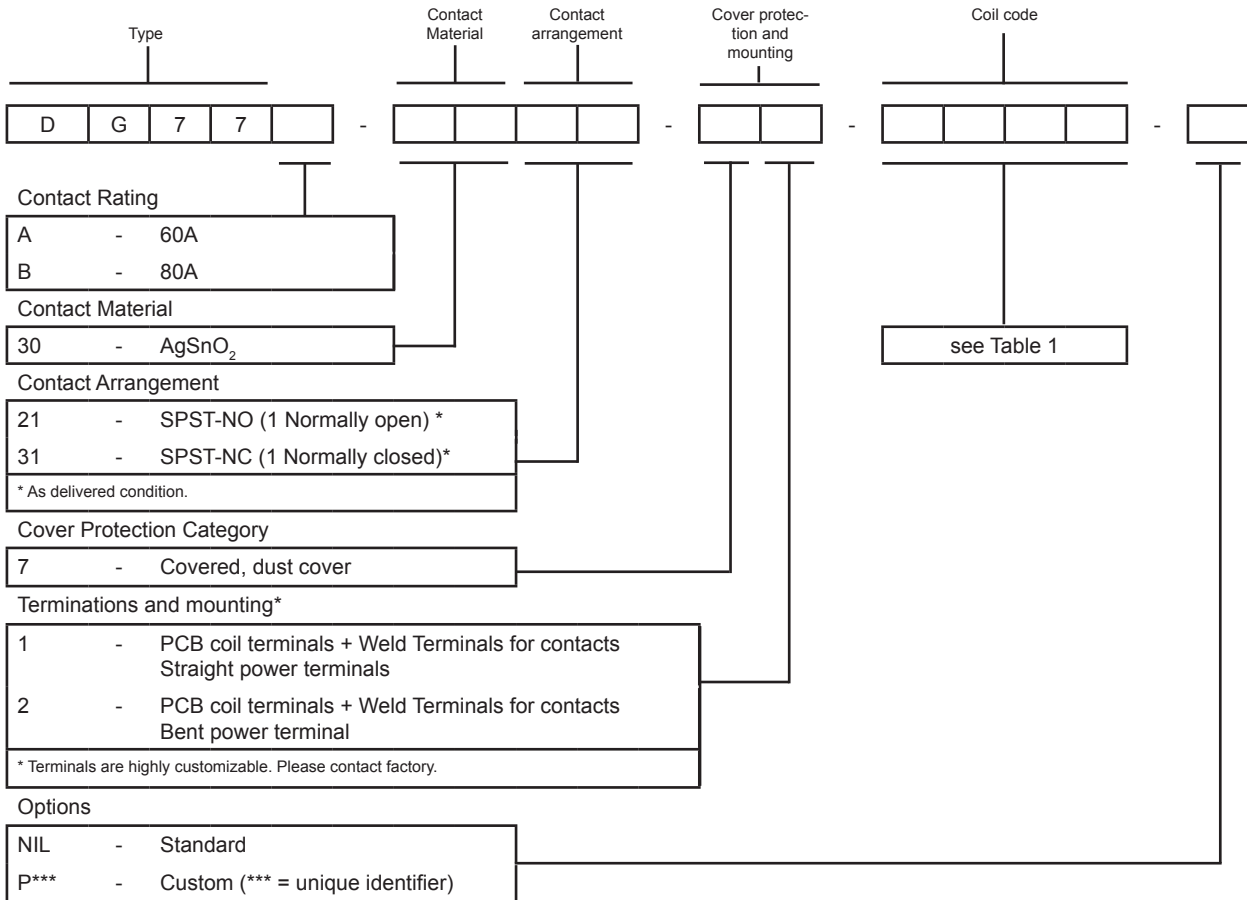 Type
Contact
Material
Contact
arrangement
Cover protec-
tion and
mounting
Coil code
D G 7 7 - - - -
Contact Rating
A - 60A
B - 80A
Contact Material
30 - AgSnO2
see Table 1
Contact Arrangement
21 - SPST-NO (1 Normally open) *
31 - SPST-NC (1 Normally closed)*
* As delivered condition.
Cover Protection Category
7 - Covered, dust cover
Terminations and mounting*
1 - PCB coil terminals + Weld Terminals for contacts
Straight power terminals
2 - PCB coil terminals + Weld Terminals for contacts
Bent power terminal
* Terminals are highly customizable. Please contact factory.
Options
NIL - Standard
P*** - Custom (*** = unique identifier)